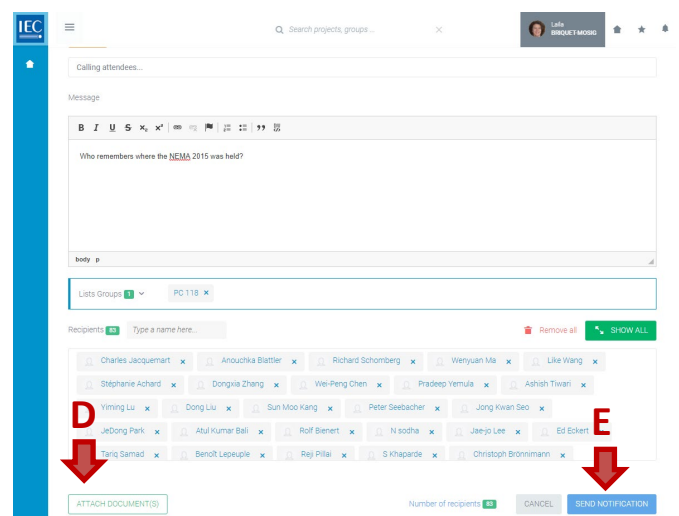 IEC
Search projects, groups ...
Laila
BRIQUET-MOSIG
Calling attendees...
Message
B I U S x₂ x²
Who remembers where the NEMA 2015 was held?
body p
Lists Groups 1 PC 118 ×
Recipients 83 Type a name here... Remove all SHOW ALL
Charles Jacquemart × Anouchka Blattler × Richard Schomberg × Wenyuan Ma × Like Wang ×
Stéphanie Achard × Dongxia Zhang × Wei-Peng Chen × Pradeep Yemula × Ashish Tiwari ×
Yiming Lu × Dong Liu × Sun Moo Kang × Peter Seebacher × Jong Kwan Seo ×
D
E
JeDong Park × Atul Kumar Bali × Rolf Bienert × N sodha × Jae-jo Lee × Ed Eckert
Tariq Samad × Benoît Lepeuple × Reji Pillai × S Khaparde × Christoph Brönnimann ×
ATTACH DOCUMENT(S) Number of recipients 83 CANCEL SEND NOTIFICATION